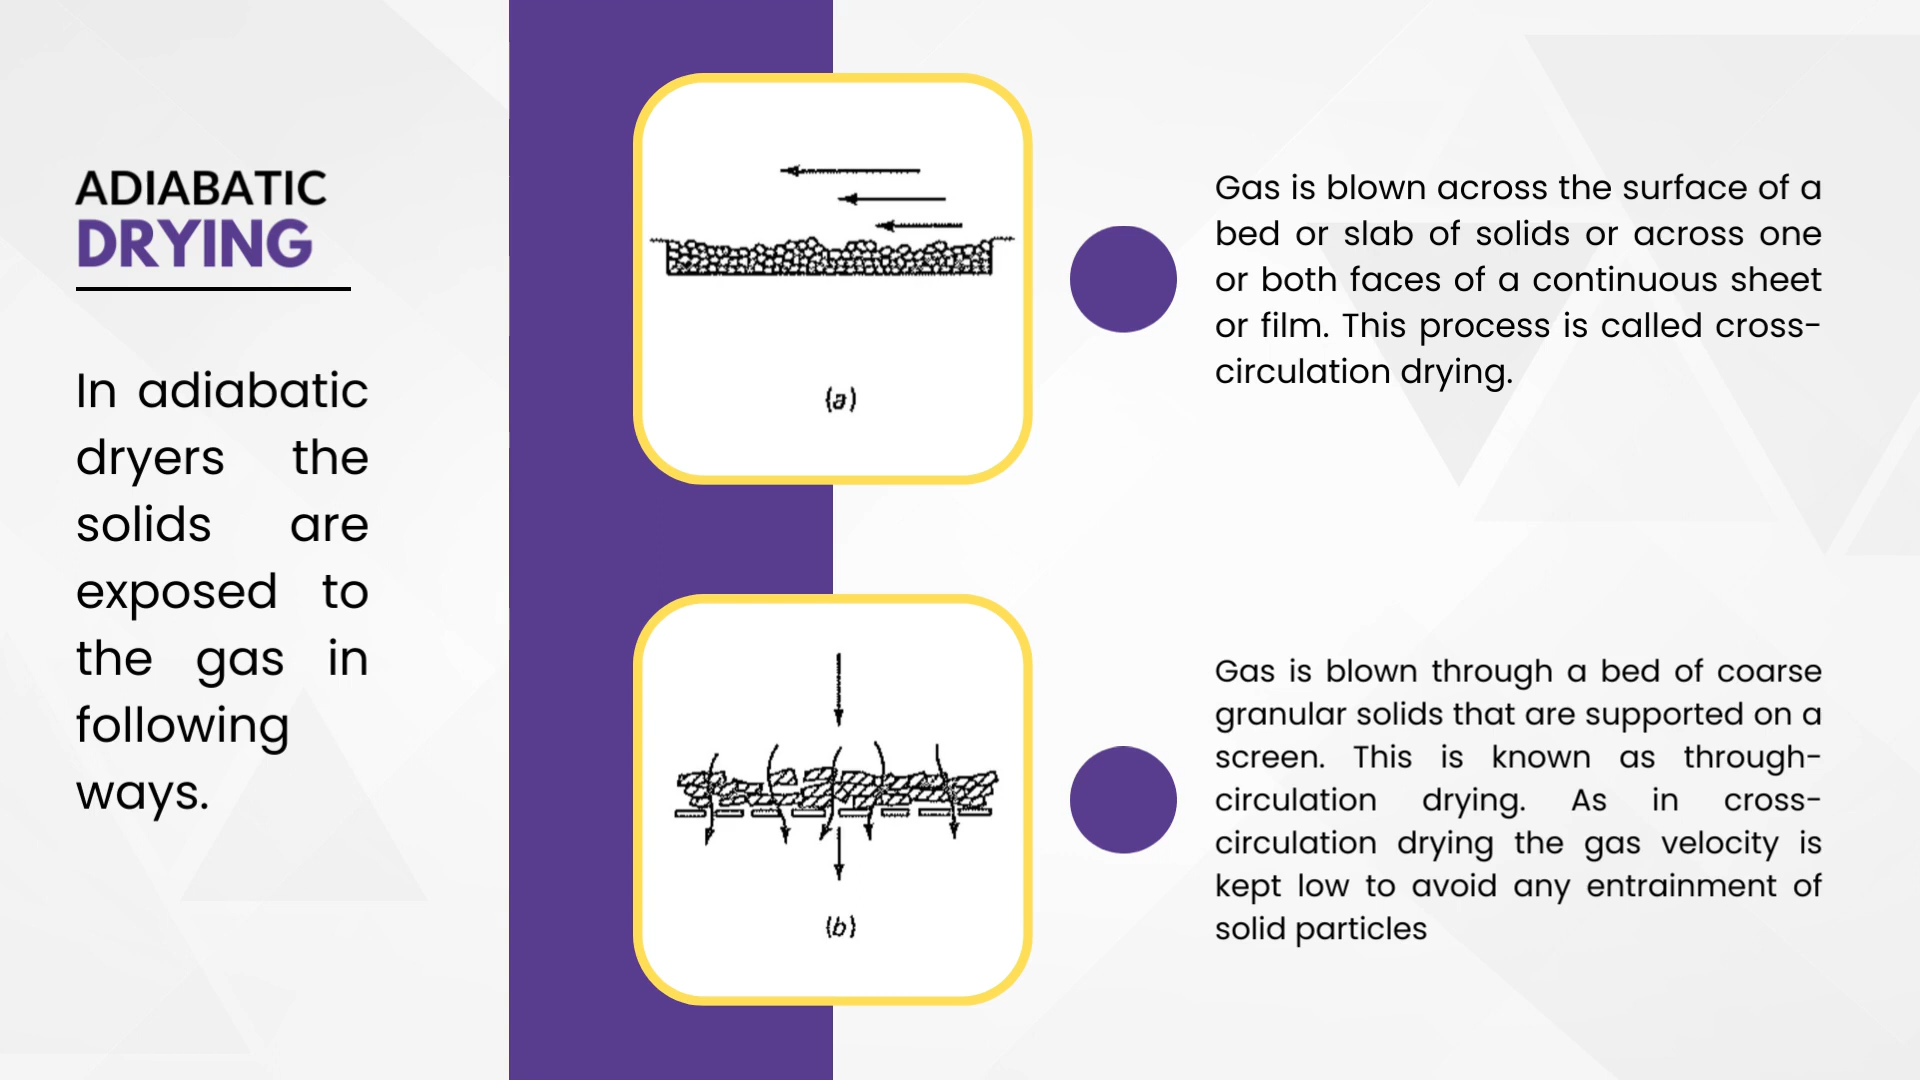 ADIABATIC
DRYING
In adiabatic
dryers the
solids are
exposed to
the gas in
following
ways.
(a)
Gas is blown across the surface of a
bed or slab of solids or across one
or both faces of a continuous sheet
or film. This process is called cross-
circulation drying.
(b)
Gas is blown through a bed of coarse
granular solids that are supported on a
screen. This is known as through-
circulation drying. As in cross-
circulation drying the gas velocity is
kept low to avoid any entrainment of
solid particles